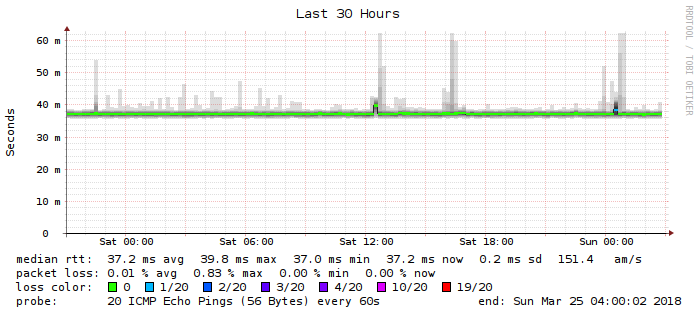 Last 30 Hours
RRDTOOL / TOBI OETIKER
Seconds
60 m
50 m
40 m
30 m
20 m
10 m
0
Sat 00:00 Sat 06:00 Sat 12:00 Sat 18:00 Sun 00:00
median rtt: 37.2 ms avg 39.8 ms max 37.0 ms min 37.2 ms now 0.2 ms sd 151.4 am/s
packet loss: 0.01 % avg 0.83 % max 0.00 % min 0.00 % now
loss color: 0 1/20 2/20 3/20 4/20 10/20 19/20
probe: 20 ICMP Echo Pings (56 Bytes) every 60s end: Sun Mar 25 04:00:02 2018